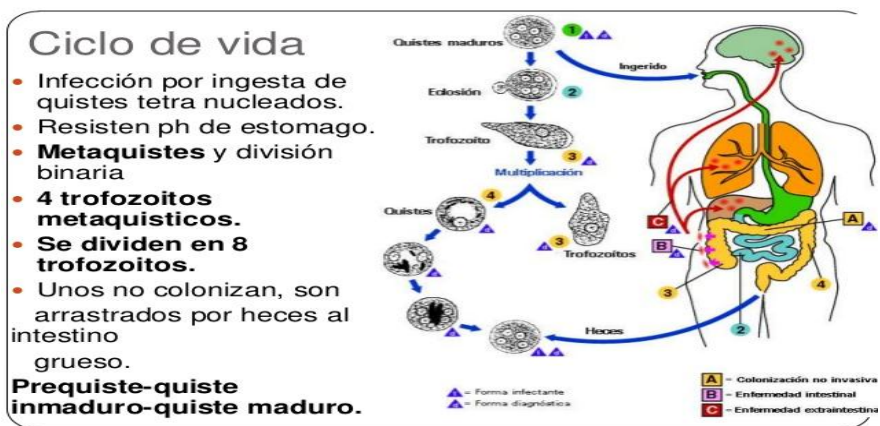 Ciclo de vida
• Infección por ingesta de
quistes tetra nucleados.
• Resisten ph de estomago.
• Metaquistes y división
binaria
• 4 trofozoitos
metaquisticos.
• Se dividen en 8
trofozoitos.
• Unos no colonizan, son
arrastrados por heces al
intestino
grueso.
Prequiste-quiste
inmaduro-quiste maduro.
Quistes maduros
1
i d
Ingerido
Eclosión
2
Trofozoito
3
d
Multiplicación
4
Quistes
d
3
d
Trofozoítos
d
d
i d
Heces
C
d
B
d
A
d
3
4
2
i = Forma infectante
d = Forma diagnóstica
A = Colonización no invasiva
B = Enfermedad intestinal
C = Enfermedad extraintestina